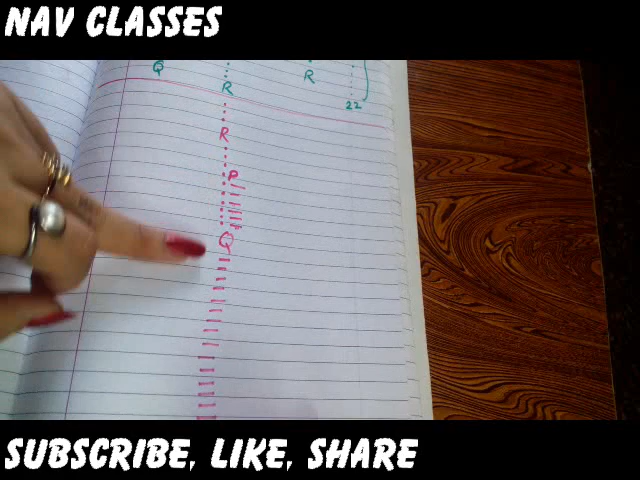 NAV CLASSES
Q R R
22
R
P
Q
SUBSCRIBE, LIKE, SHARE